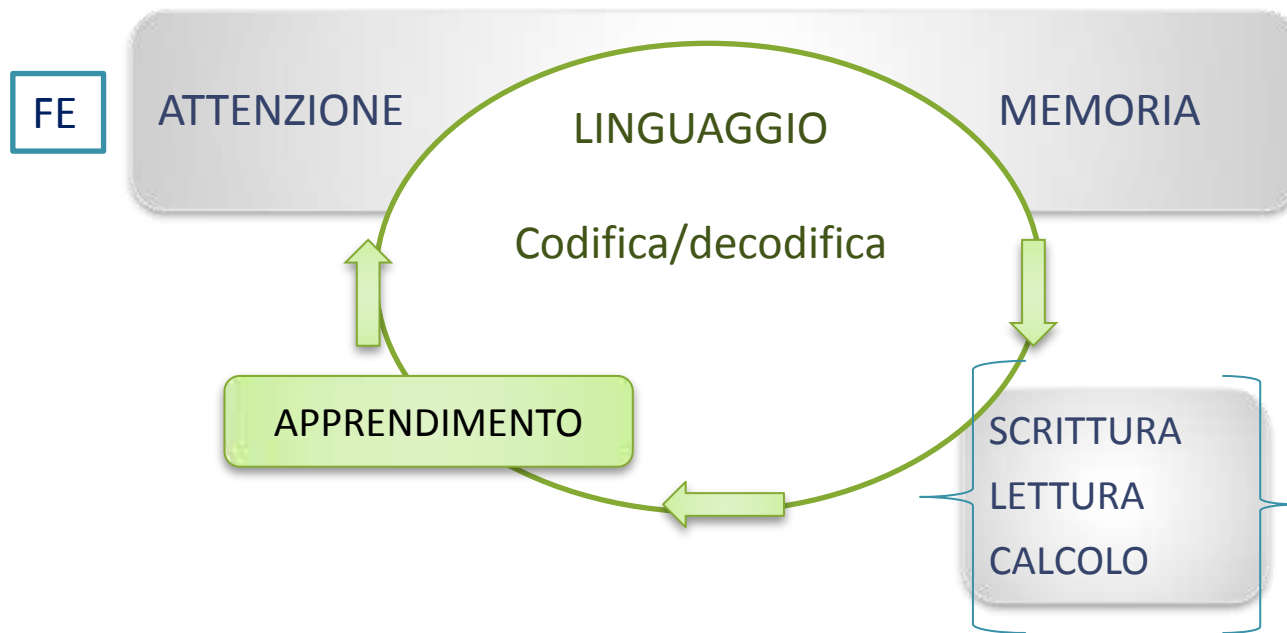 FE
ATTENZIONE
LINGUAGGIO
MEMORIA
Codifica/decodifica
APPRENDIMENTO
SCRITTURA
LETTURA
CALCOLO